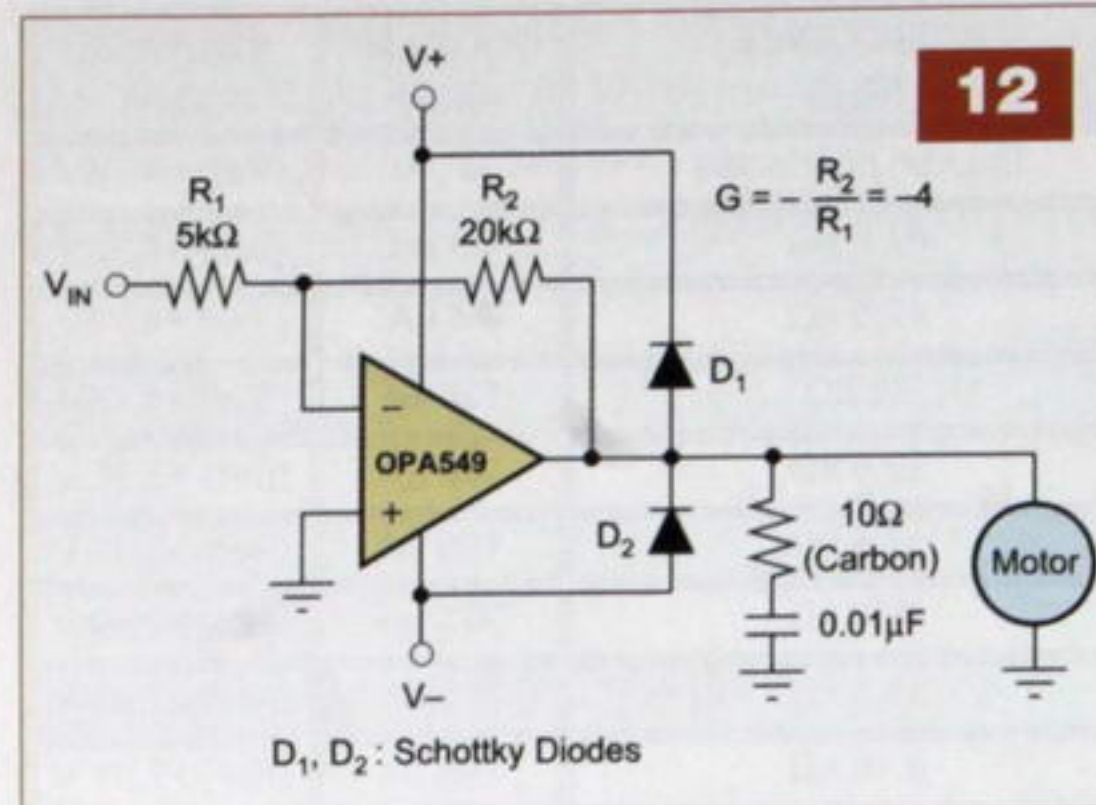 12
V+
R₁
5kΩ
R₂
20kΩ
G = – R₂/R₁ = –4
V_IN
D₁
–
OPA549
+
D₂
10Ω
(Carbon)
0.01µF
Motor
V–
D₁, D₂ : Schottky Diodes